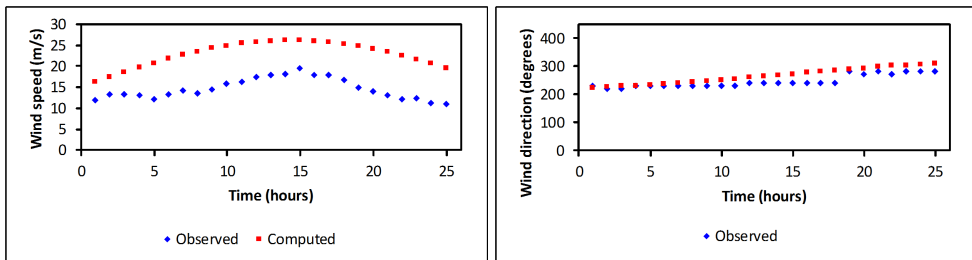 Wind speed (m/s)
30
25
20
15
10
5
0
0 5 10 15 20 25
Time (hours)
Observed Computed
Wind direction (degrees)
400
300
200
100
0
0 5 10 15 20 25
Time (hours)
Observed